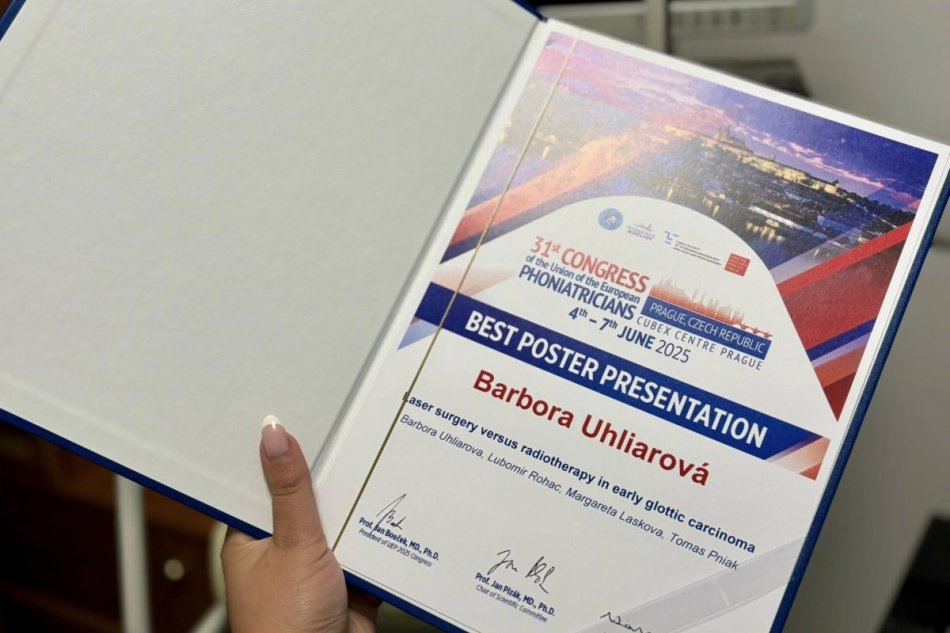 31st CONGRESS
of the Union of the European
PHONIATRICIANS
4th – 7th JUNE 2025
PRAGUE, CZECH REPUBLIC
CUBEX CENTRE PRAGUE
BEST POSTER PRESENTATION
Barbora Uhliarová
Laser surgery versus radiotherapy in early glottic carcinoma
Barbora Uhliarova, Lubomir Rohac, Margareta Laskova, Tomas Pniak
Prof. Jan Bouček, MD., Ph.D.
President of UEP 2025 Congress
Prof. Jan Plzák, MD., Ph.D.
Chair of Scientific Committee